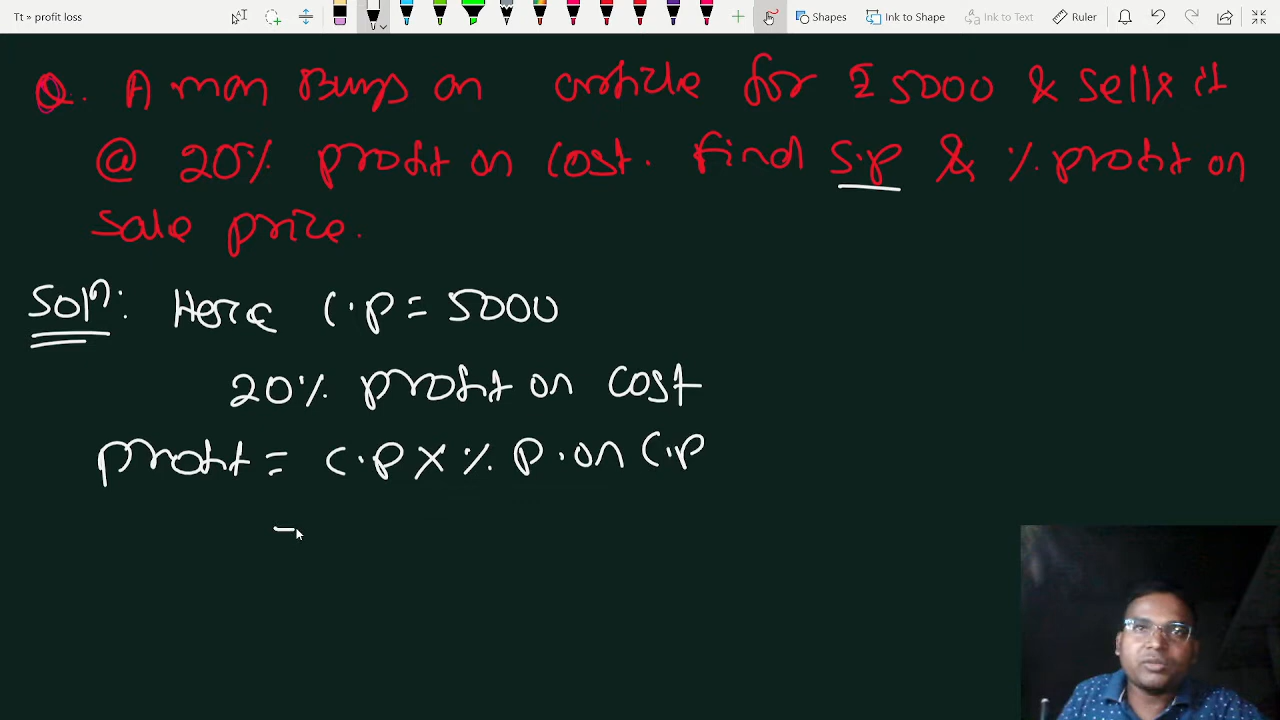 Tt » profit loss
Shapes
Ink to Shape
Ink to Text
Ruler
Q. A man Buys an article for ₹ 5000 & sells it
@ 20% profit on cost. find S.P & % profit on
sale price.
Solⁿ: Here C.P = 5000
20% profit on cost
profit = C.P X % P. on C.P